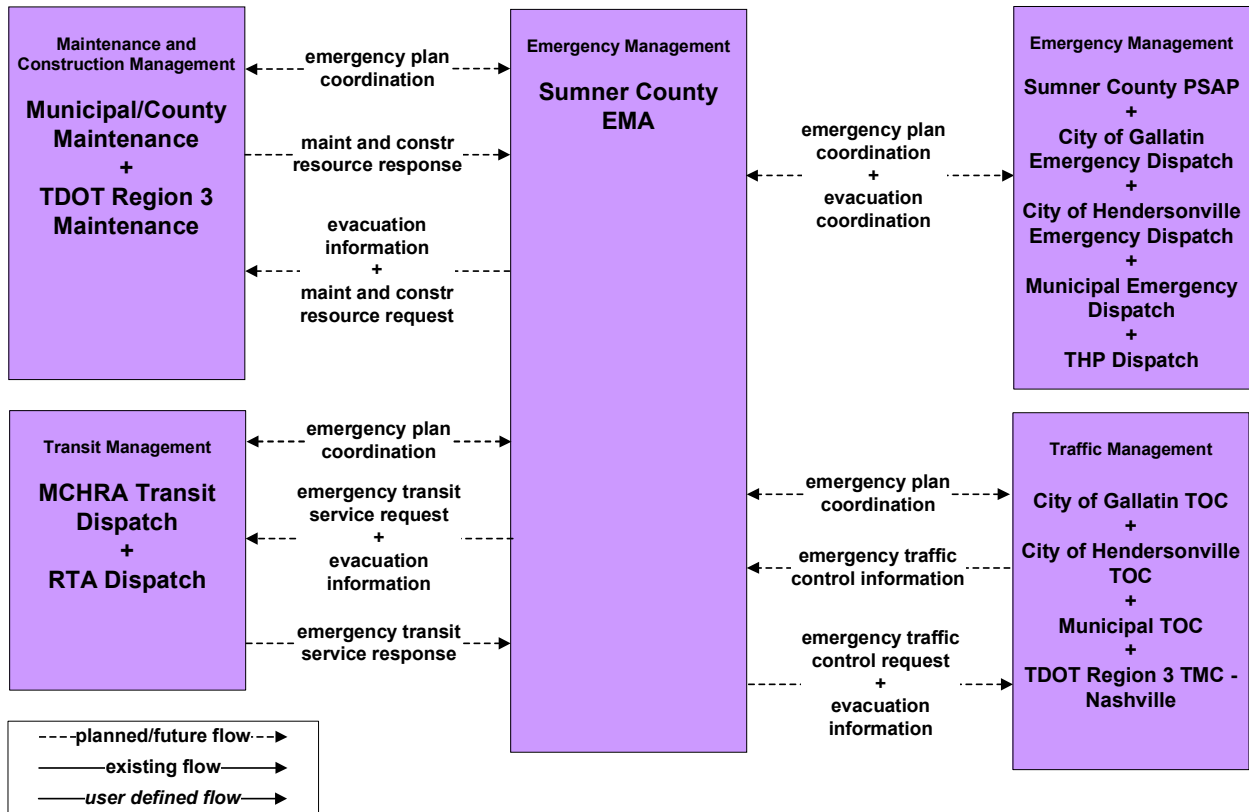 Maintenance and
Construction Management
Municipal/County
Maintenance
+
TDOT Region 3
Maintenance
emergency plan
coordination
maint and constr
resource response
evacuation
information
+
maint and constr
resource request
Emergency Management
Sumner County
EMA
emergency plan
coordination
+
evacuation
coordination
Emergency Management
Sumner County PSAP
+
City of Gallatin
Emergency Dispatch
+
City of Hendersonville
Emergency Dispatch
+
Municipal Emergency
Dispatch
+
THP Dispatch
Transit Management
MCHRA Transit
Dispatch
+
RTA Dispatch
emergency plan
coordination
emergency transit
service request
+
evacuation
information
emergency transit
service response
emergency plan
coordination
emergency traffic
control information
emergency traffic
control request
+
evacuation
information
Traffic Management
City of Gallatin TOC
+
City of Hendersonville
TOC
+
Municipal TOC
+
TDOT Region 3 TMC -
Nashville
planned/future flow
existing flow
user defined flow